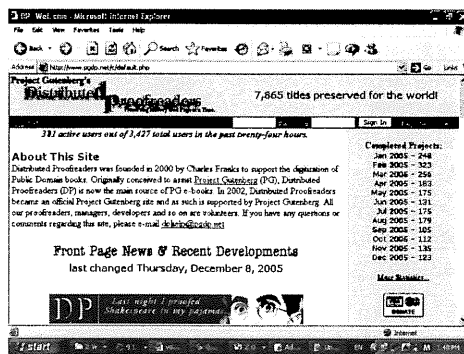 DP Wel.ome - Microsoft Internet Explorer
File Edit View Favorites Tools Help
Back Search Favorites
Address http://www.pgdp.net/c/default.php Go Links
Project Gutenberg's
Distributed
Proofreaders
7,865 titles preserved for the world!
Sign In
381 active users out of 3,427 total users in the past twenty-four hours.
About This Site
Distributed Proofreaders was founded in 2000 by Charles Franks to support the digitization of
Public Domain books. Originally conceived to assist Project Gutenberg (PG), Distributed
Proofreaders (DP) is now the main source of PG e-books. In 2002, Distributed Proofreaders
became an official Project Gutenberg site and as such is supported by Project Gutenberg. All
our proofreaders, managers, developers and so on are volunteers. If you have any questions or
comments regarding this site, please e-mail dphelp@pgdp.net
Front Page News & Recent Developments
last changed Thursday, December 8, 2005
DP
Last night I proofed
Shakespeare in my pajamas
Completed Projects:
Jan 2005 - 248
Feb 2005 - 323
Mar 2005 - 256
Apr 2005 - 183
May 2005 - 175
Jun 2005 - 131
Jul 2005 - 175
Aug 2005 - 179
Sep 2005 - 105
Oct 2005 - 112
Nov 2005 - 135
Dec 2005 - 123
More Statistics
DONATE
Internet
start
EN
1:40 PM